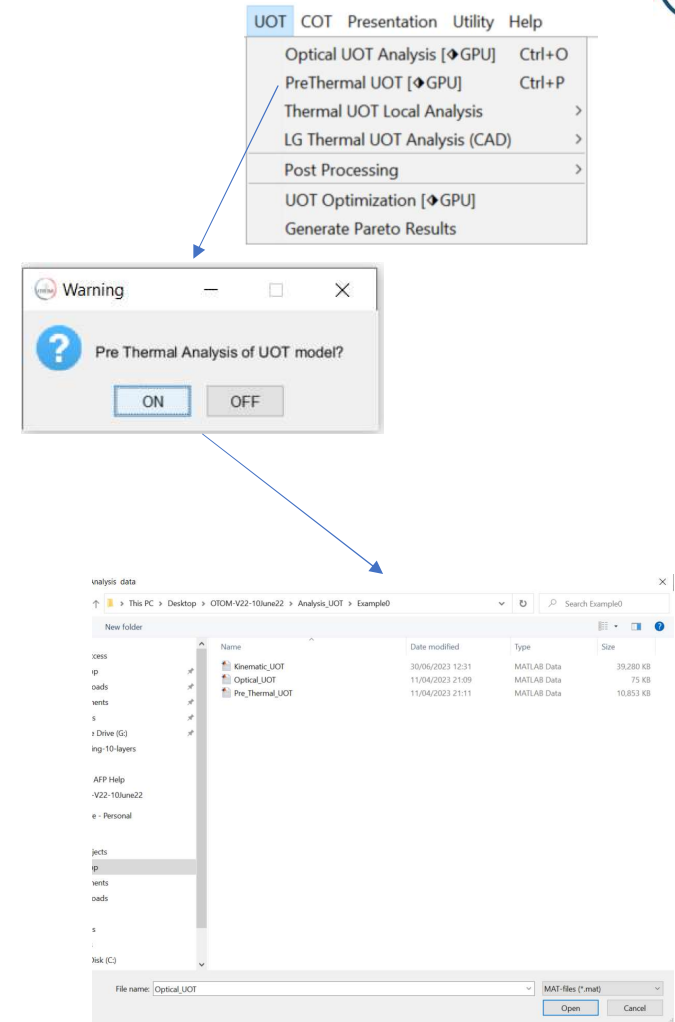 UOT COT Presentation Utility Help
Optical UOT Analysis [GPU] Ctrl+O
PreThermal UOT [GPU] Ctrl+P
Thermal UOT Local Analysis >
LG Thermal UOT Analysis (CAD) >
Post Processing >
UOT Optimization [GPU]
Generate Pareto Results
Warning
Pre Thermal Analysis of UOT model?
ON OFF
Analysis data
This PC > Desktop > OTOM-V22-10June22 > Analysis_UOT > Example0 Search Example0
New folder
Name Date modified Type Size
Kinematic_UOT 30/06/2023 12:31 MATLAB Data 39,280 KB
Optical_UOT 11/04/2023 21:09 MATLAB Data 75 KB
Pre_Thermal_UOT 11/04/2023 21:11 MATLAB Data 10,853 KB
cess
p
oads
nents
s
e Drive (G:)
ing-10-layers
AFP Help
-V22-10June22
e - Personal
jects
p
nents
oads
s
Disk (C:)
File name: Optical_UOT MAT-files (*.mat)
Open Cancel